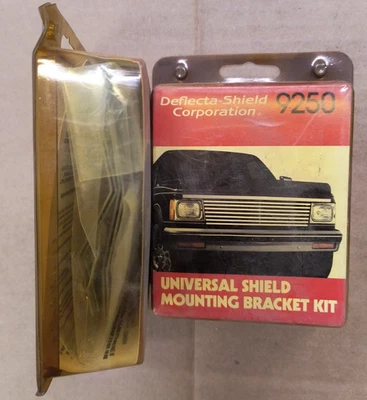 Deflecta-Shield
Corporation
9250
UNIVERSAL SHIELD
MOUNTING BRACKET KIT